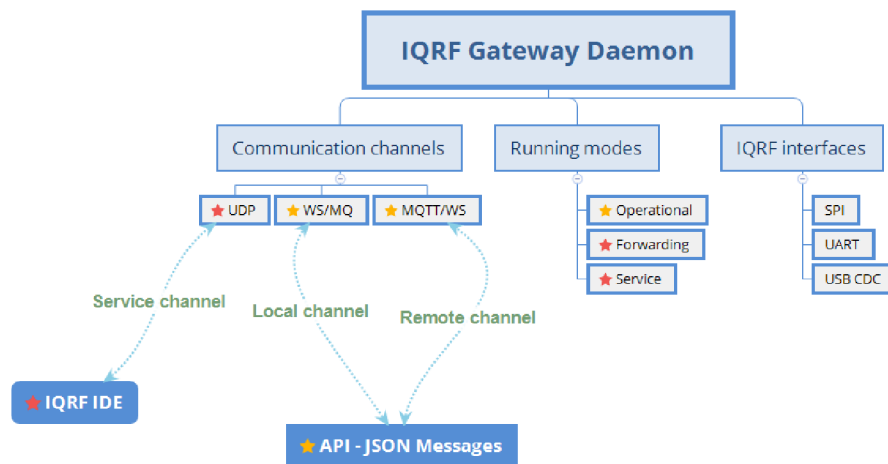 IQRF Gateway Daemon
Communication channels
Running modes
IQRF interfaces
UDP
WS/MQ
MQTT/WS
Operational
Forwarding
Service
SPI
UART
USB CDC
Service channel
Local channel
Remote channel
IQRF IDE
API - JSON Messages